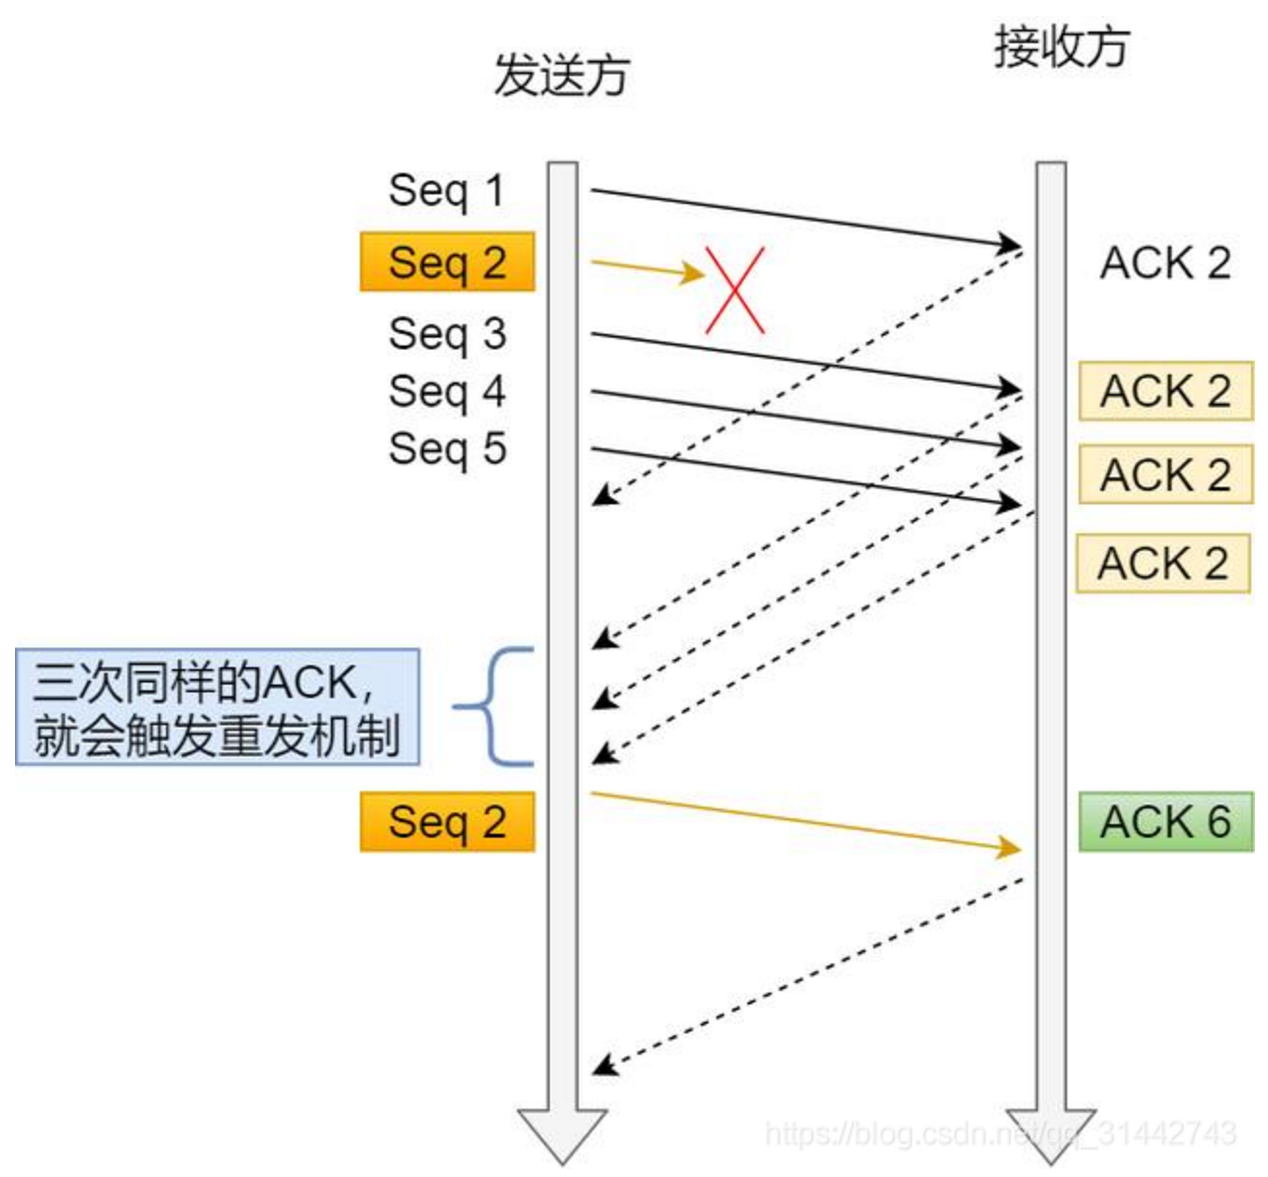 发送方
接收方
Seq 1
Seq 2
ACK 2
Seq 3
Seq 4
ACK 2
Seq 5
ACK 2
ACK 2
三次同样的ACK,
就会触发重发机制
Seq 2
ACK 6
https://blog.csdn.net/qq_31442743